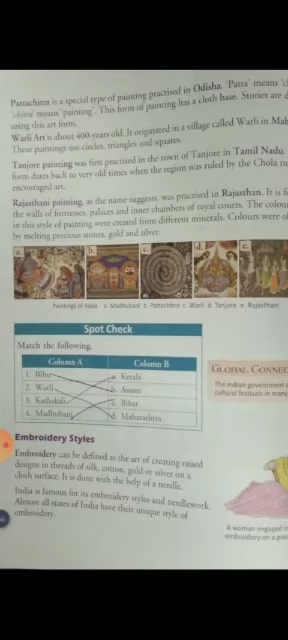 Pattachitra is a special type of painting practised in Odisha. 'Patta' means
'chitra' means 'painting'. This form of painting has a cloth base. Stories are
using this art form.
Warli Art is about 400-years old. It originated in a village called Warli in
These paintings use circles, triangles and squares.
Tanjore painting was first practised in the town of Tanjore in Tamil Nadu.
form dates back to very old times when the region was ruled by the Chola
encouraged art.
Rajasthani painting, as the name suggests, was practised in Rajasthan. It is
the walls of fortresses, palaces and inner chambers of royal courts. The
in this style of painting were created from different minerals. Colours were
by melting precious stones, gold and silver.
a. b. c. d. e.
Paintings of India a. Madhubani b. Pattachitra c. Warli d. Tanjore e. Rajasthani
Spot Check
Match the following.
Column A Column B
1. Bihu a. Kerala
2. Warli b. Assam
3. Kathakali c. Bihar
4. Madhubani d. Maharashtra
GLOBAL
The Indian government
cultural festivals in many
Embroidery Styles
Embroidery can be defined as the art of creating raised
designs in threads of silk, cotton, gold or silver on a
cloth surface. It is done with the help of a needle.
India is famous for its embroidery styles and needlework.
Almost all states of India have their unique style of
embroidery.
A woman engaged in
embroidery on a